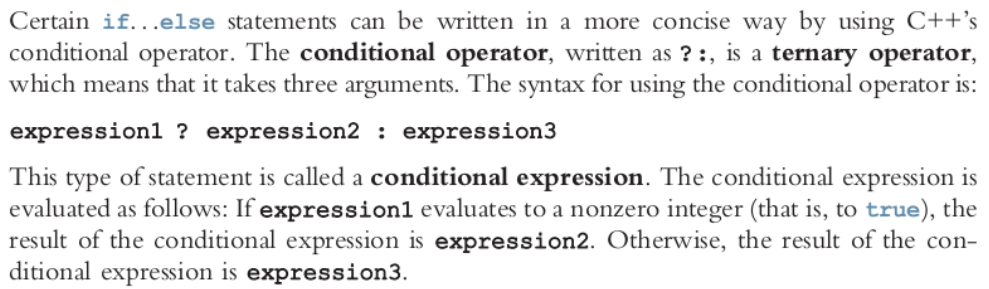 Certain if...else statements can be written in a more concise way by using C++'s
conditional operator. The conditional operator, written as ?:, is a ternary operator,
which means that it takes three arguments. The syntax for using the conditional operator is:
expression1 ? expression2 : expression3
This type of statement is called a conditional expression. The conditional expression is
evaluated as follows: If expression1 evaluates to a nonzero integer (that is, to true), the
result of the conditional expression is expression2. Otherwise, the result of the con-
ditional expression is expression3.